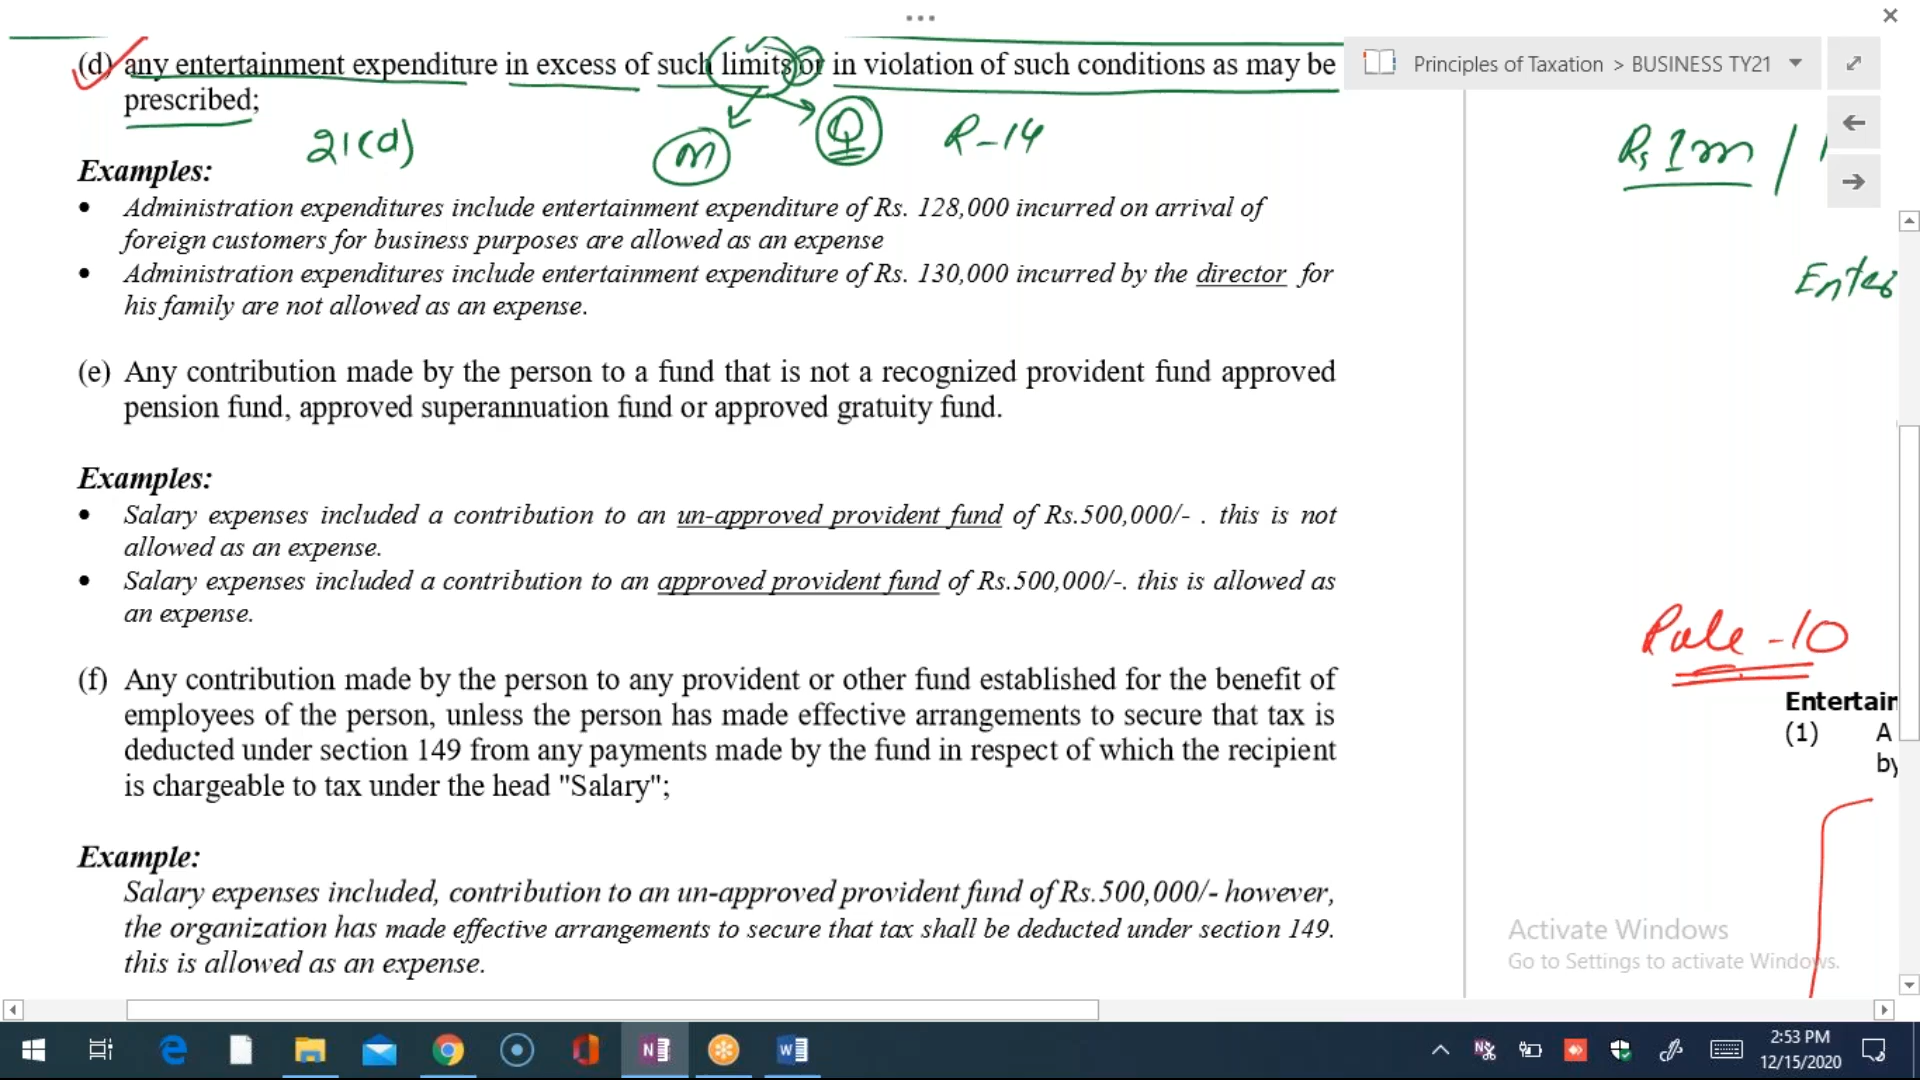 (d) any entertainment expenditure in excess of such limits or in violation of such conditions as may be
prescribed;
21(d)
m
Q
R-14
Examples:
• Administration expenditures include entertainment expenditure of Rs. 128,000 incurred on arrival of
foreign customers for business purposes are allowed as an expense
• Administration expenditures include entertainment expenditure of Rs. 130,000 incurred by the director for
his family are not allowed as an expense.
(e) Any contribution made by the person to a fund that is not a recognized provident fund approved
pension fund, approved superannuation fund or approved gratuity fund.
Examples:
• Salary expenses included a contribution to an un-approved provident fund of Rs.500,000/- . this is not
allowed as an expense.
• Salary expenses included a contribution to an approved provident fund of Rs.500,000/-. this is allowed as
an expense.
(f) Any contribution made by the person to any provident or other fund established for the benefit of
employees of the person, unless the person has made effective arrangements to secure that tax is
deducted under section 149 from any payments made by the fund in respect of which the recipient
is chargeable to tax under the head "Salary";
Example:
Salary expenses included, contribution to an un-approved provident fund of Rs.500,000/- however,
the organization has made effective arrangements to secure that tax shall be deducted under section 149.
this is allowed as an expense.
Principles of Taxation > BUSINESS TY21
Rs 1m /
Enter
Rule -10
Entertain
(1) A
by
Activate Windows
Go to Settings to activate Windows.
2:53 PM
12/15/2020